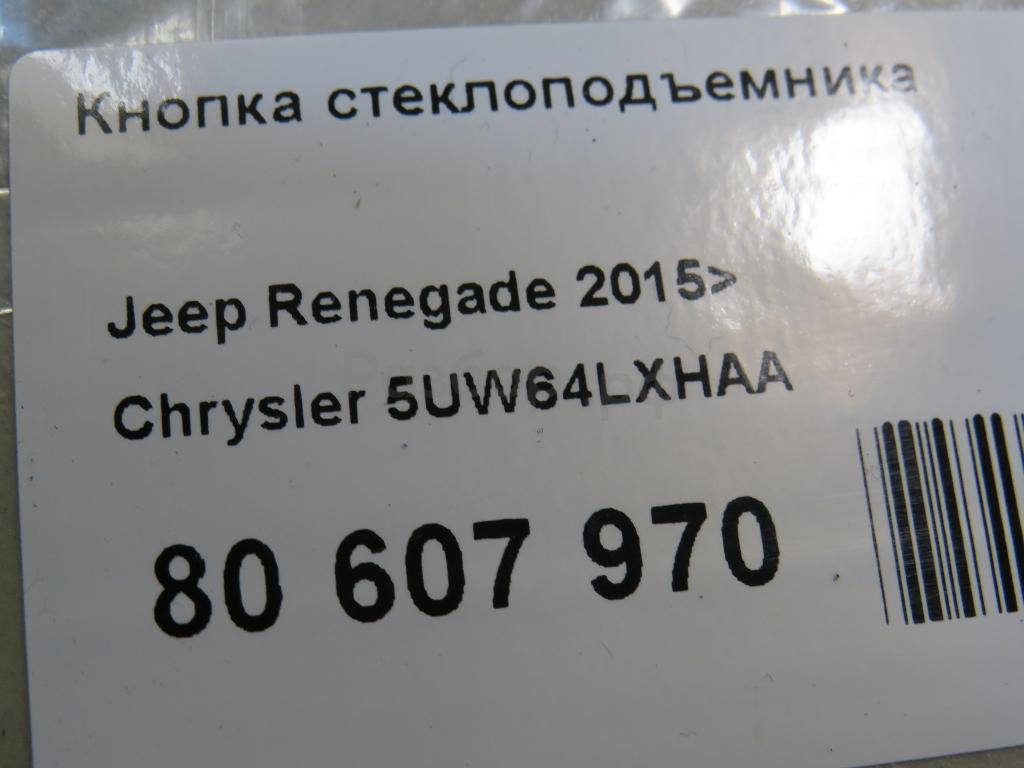 Кнопка стеклоподъемника
Jeep Renegade 2015>
Chrysler 5UW64LXHAA
80 607 970